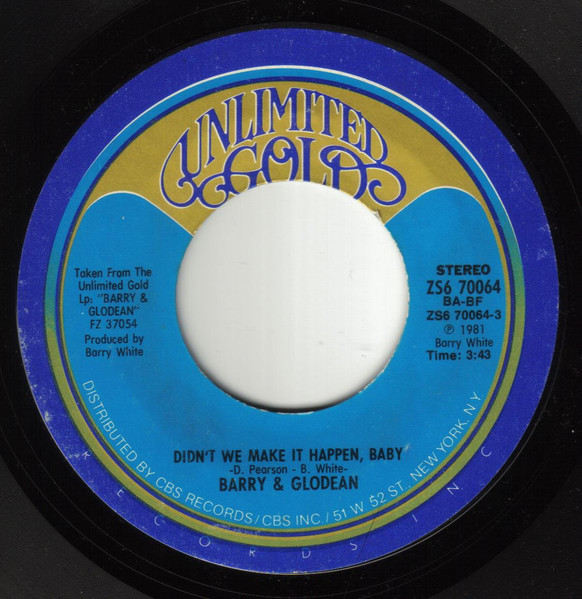 UNLIMITED
GOLD
Taken From The
Unlimited Gold
Lp: "BARRY &
GLODEAN"
FZ 37054
Produced by
Barry White
STEREO
ZS6 70064
BA-BF
ZS6 70064-3
℗ 1981
Barry White
Time: 3:43
DIDN'T WE MAKE IT HAPPEN, BABY
-D. Pearson - B. White-
BARRY & GLODEAN
DISTRIBUTED BY CBS RECORDS/CBS INC./51 W. 52 ST., NEW YORK, N.Y.
RECORDS INC